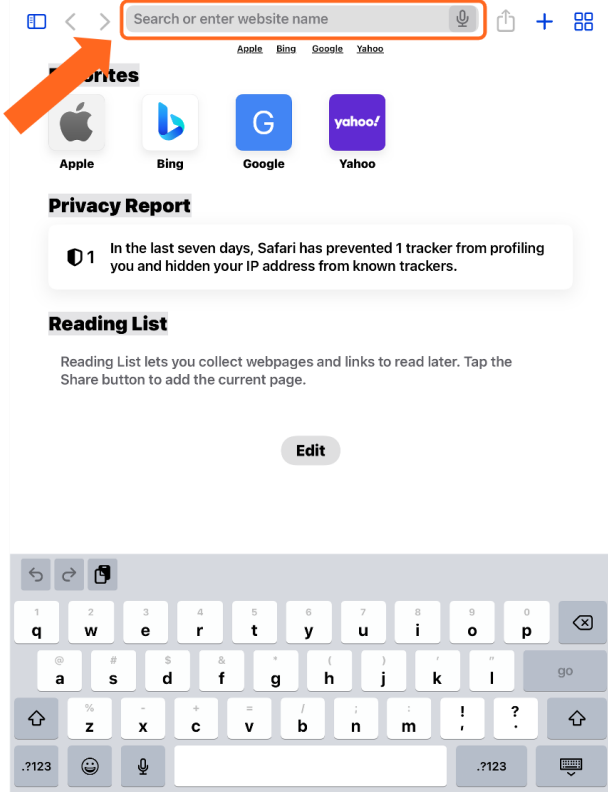 Search or enter website name
Apple Bing Google Yahoo
Favorites
G yahoo!
Apple Bing Google Yahoo
Privacy Report
1 In the last seven days, Safari has prevented 1 tracker from profiling
you and hidden your IP address from known trackers.
Reading List
Reading List lets you collect webpages and links to read later. Tap the
Share button to add the current page.
Edit
1 2 3 4 5 6 7 8 9 0
q w e r t y u i o p
@ # $ & * ( ) ' "
a s d f g h j k l go
% - + = / ; : ! ?
z x c v b n m , .
.?123 .?123